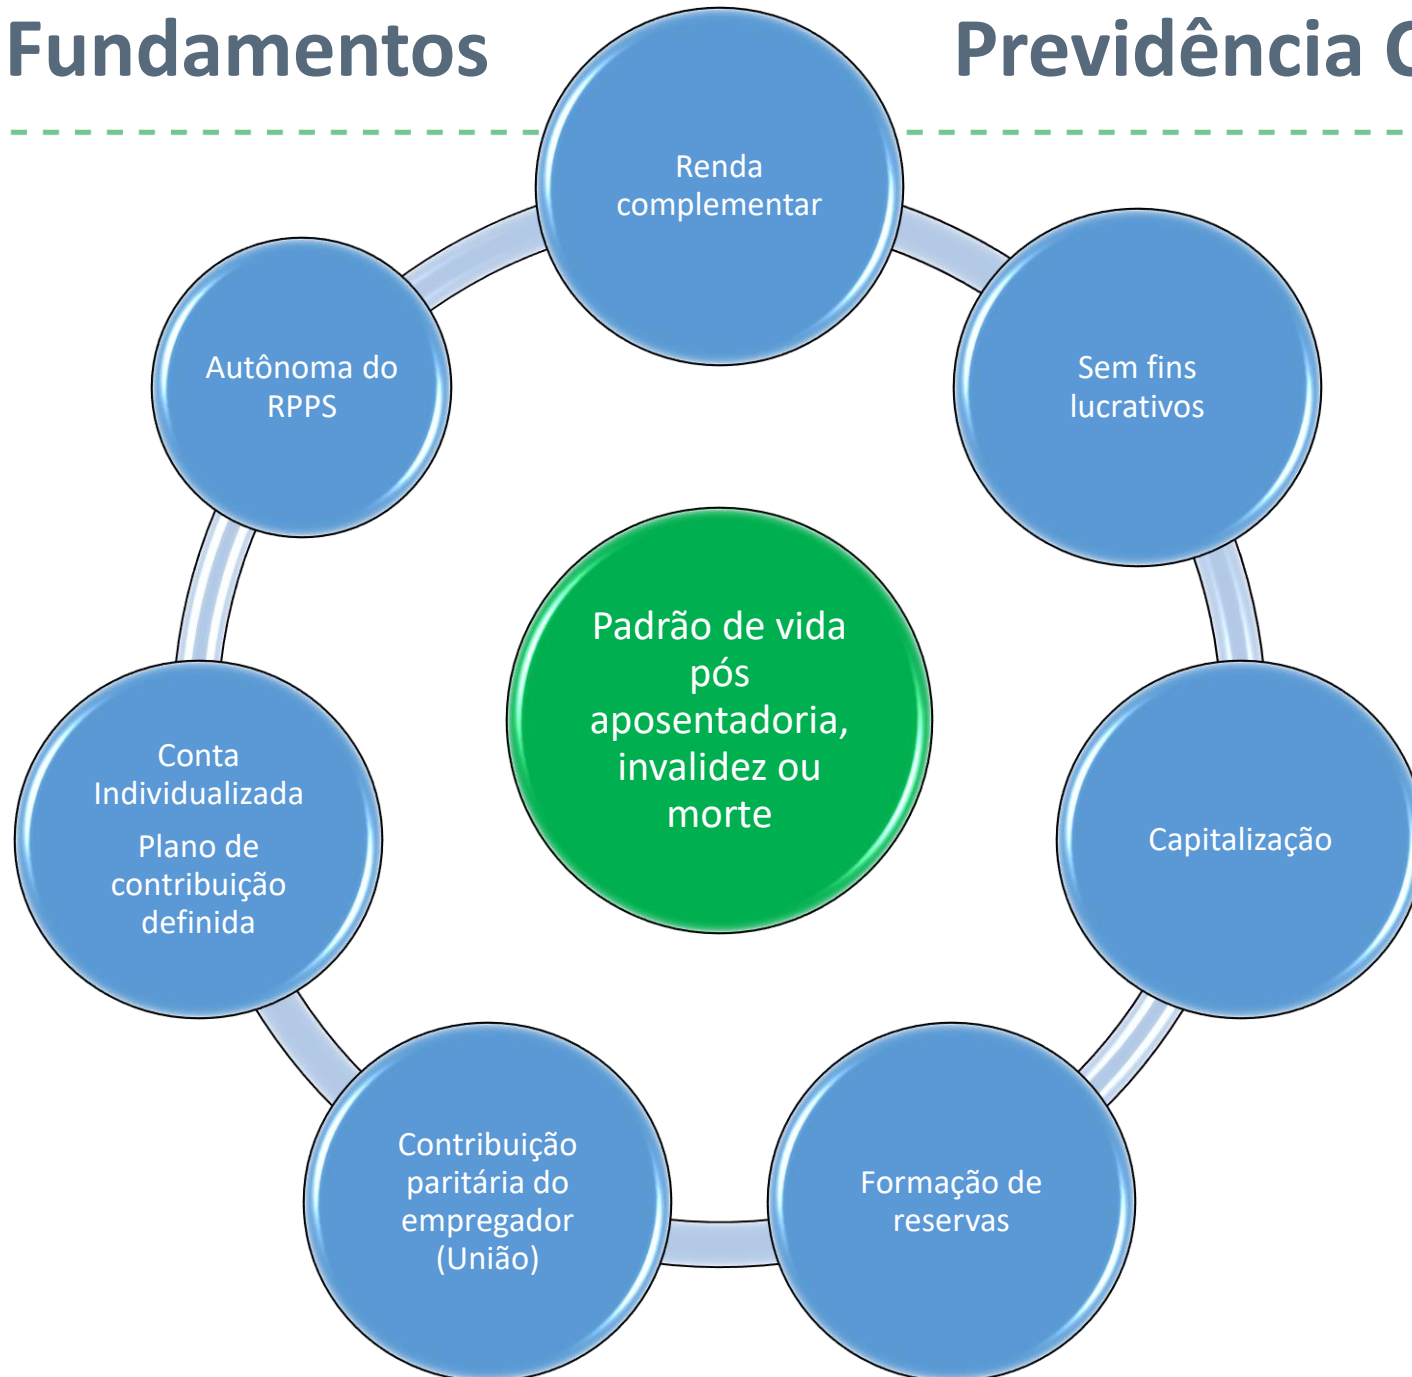 Fundamentos
Previdência C
Renda
complementar
Sem fins
lucrativos
Capitalização
Formação de
reservas
Contribuição
paritária do
empregador
(União)
Conta
Individualizada
Plano de
contribuição
definida
Autônoma do
RPPS
Padrão de vida
pós
aposentadoria,
invalidez ou
morte